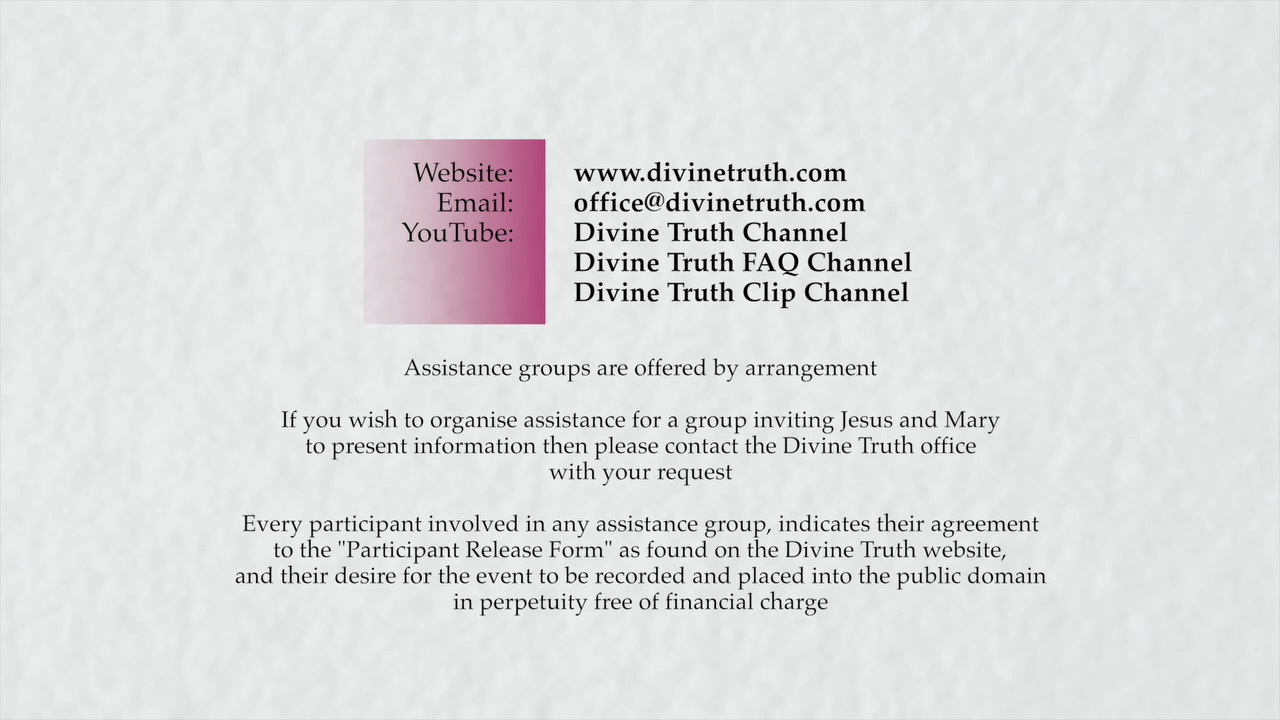 Website: www.divinetruth.com
Email: office@divinetruth.com
YouTube: Divine Truth Channel
Divine Truth FAQ Channel
Divine Truth Clip Channel
Assistance groups are offered by arrangement
If you wish to organise assistance for a group inviting Jesus and Mary
to present information then please contact the Divine Truth office
with your request
Every participant involved in any assistance group, indicates their agreement
to the "Participant Release Form" as found on the Divine Truth website,
and their desire for the event to be recorded and placed into the public domain
in perpetuity free of financial charge